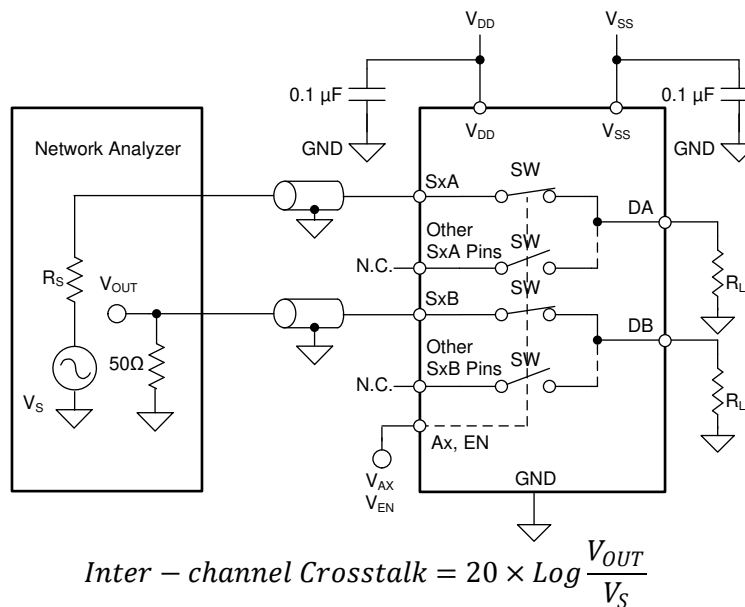 VDD
VSS
0.1 µF
0.1 µF
VDD
VSS
GND
GND
Network Analyzer
SxA
SW
DA
Other
SxA Pins
SW
N.C.
RS
VOUT
RL
SxB
SW
DB
50Ω
Other
SxB Pins
SW
N.C.
VS
RL
Ax, EN
VAX
VEN
GND
Inter − channel Crosstalk = 20 × Log VOUT / VS